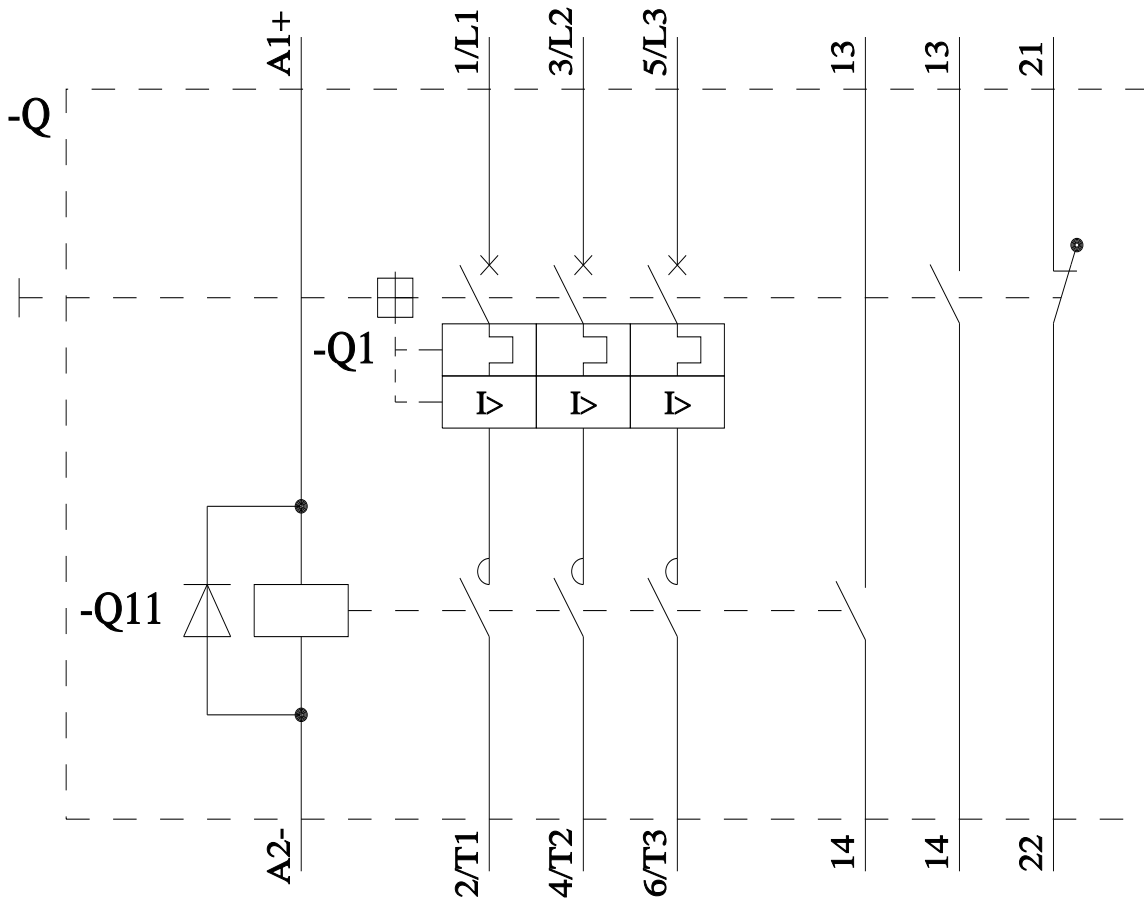 A1+
1/L1
3/L2
5/L3
13
13
21
-Q
-Q1
I>
I>
I>
-Q11
A2-
2/T1
4/T2
6/T3
14
14
22